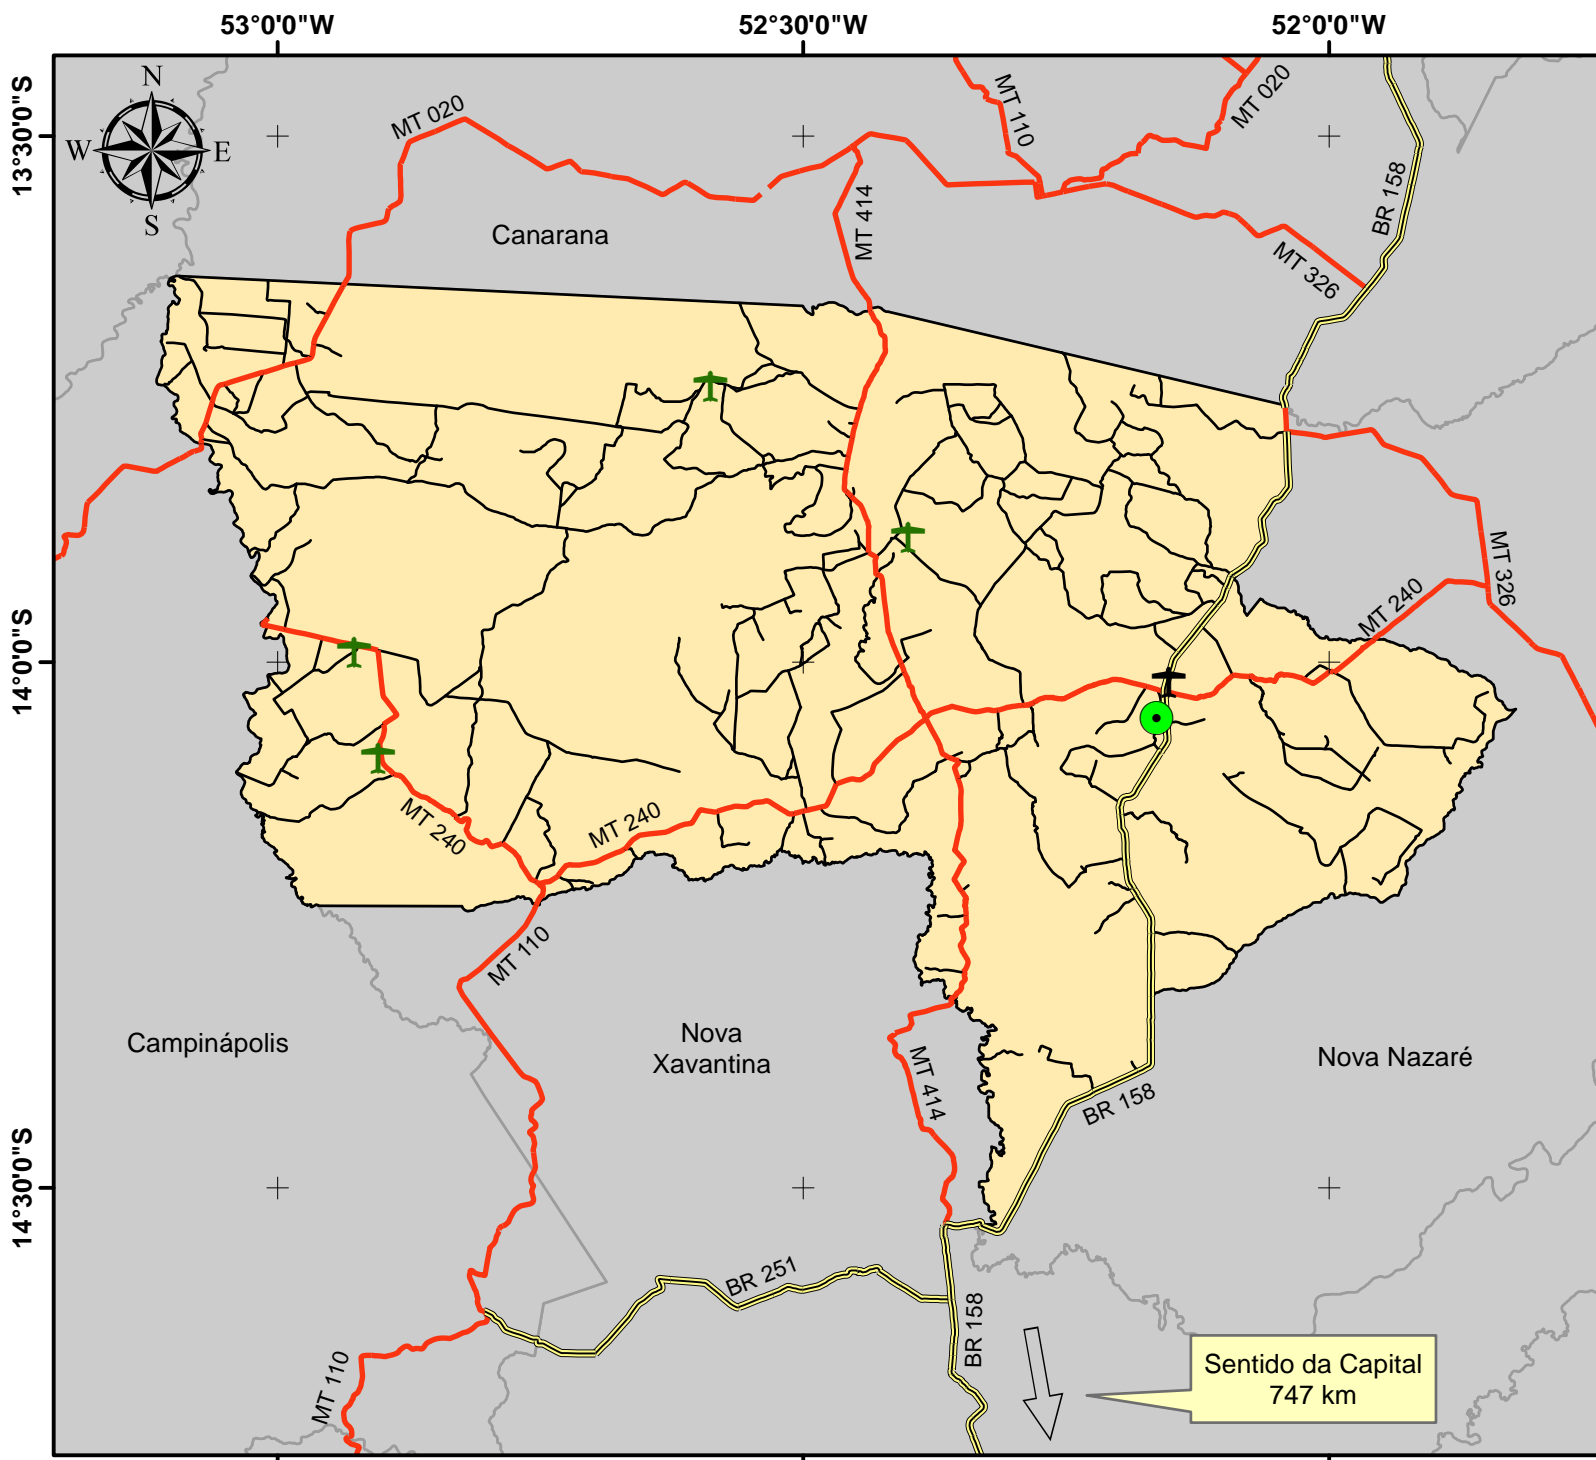 53°0'0"W
52°30'0"W
52°0'0"W
13°30'0"S
14°0'0"S
14°30'0"S
N
W
E
S
MT 020
MT 110
MT 020
BR 158
MT 414
Canarana
MT 326
MT 326
MT 240
MT 240
MT 240
MT 110
Campinápolis
Nova
Xavantina
MT 414
Nova Nazaré
BR 158
BR 251
BR 158
MT 110
Sentido da Capital
747 km